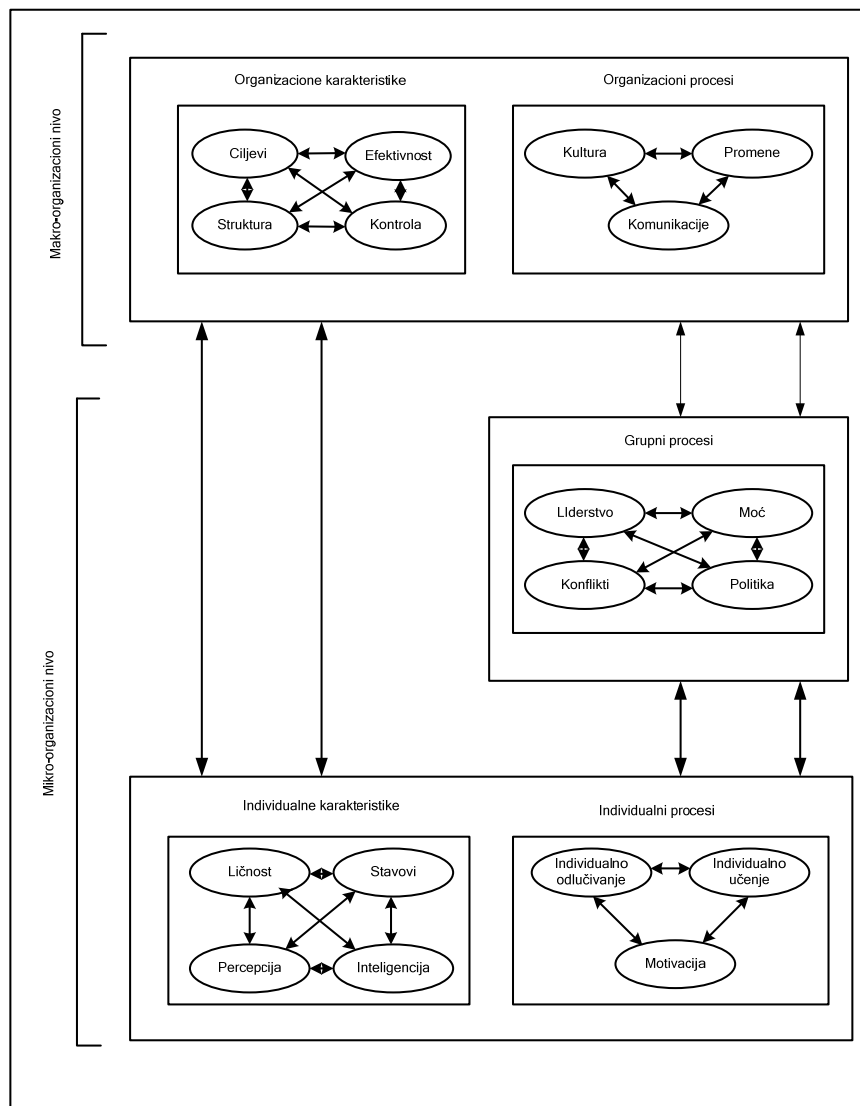 Makro-organizacioni nivo
Organizacione karakteristike
Organizacioni procesi
Ciljevi
Efektivnost
Struktura
Kontrola
Kultura
Promene
Komunikacije
Mikro-organizacioni nivo
Grupni procesi
LIderstvo
Moć
Konflikti
Politika
Individualne karakteristike
Individualni procesi
Ličnost
Stavovi
Percepcija
Inteligencija
Individualno
odlučivanje
Individualno
učenje
Motivacija